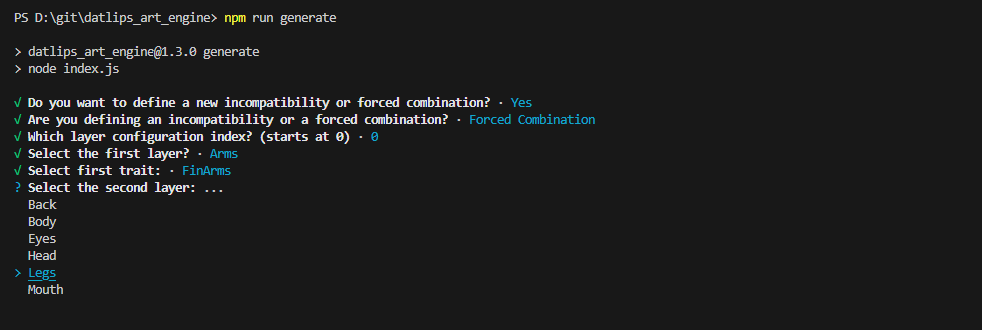 PS D:\git\datlips_art_engine> npm run generate
> datlips_art_engine@1.3.0 generate
> node index.js
√ Do you want to define a new incompatibility or forced combination? · Yes
√ Are you defining an incompatibility or a forced combination? · Forced Combination
√ Which layer configuration index? (starts at 0) · 0
√ Select the first layer? · Arms
√ Select first trait: · FinArms
? Select the second layer: ...
Back
Body
Eyes
Head
> Legs
Mouth